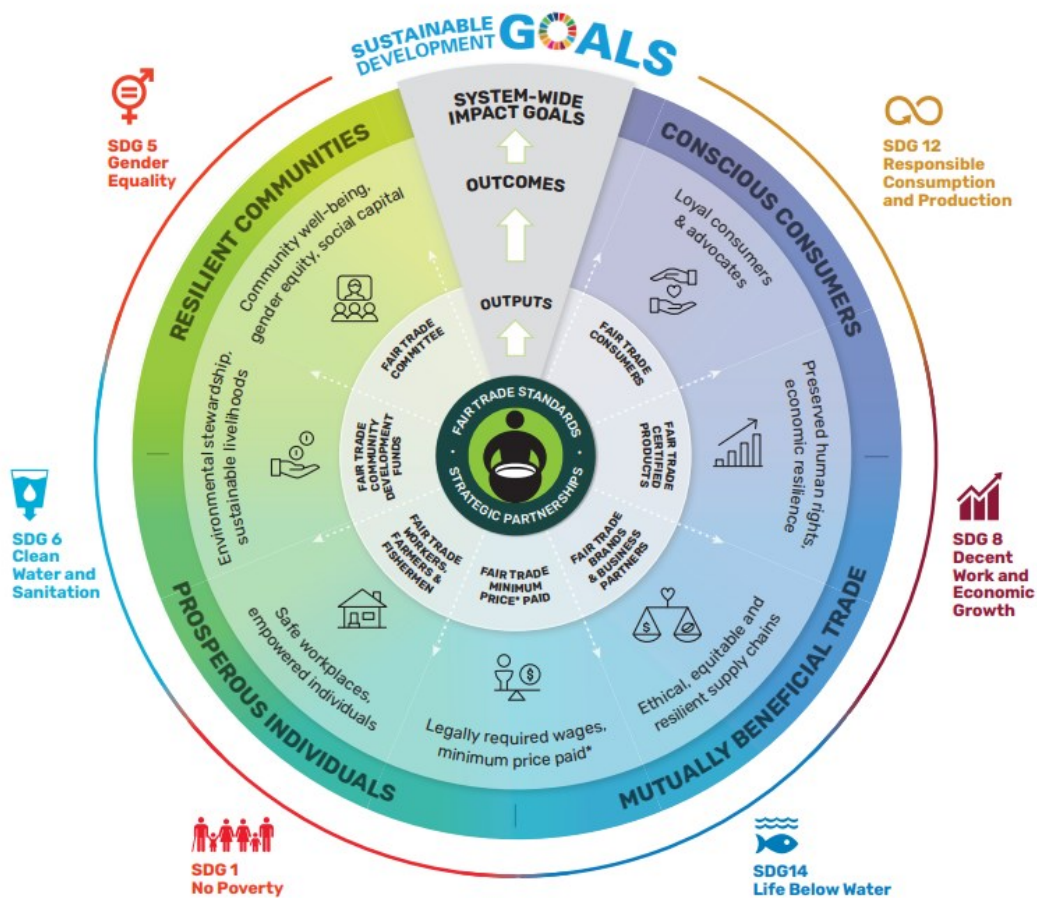 SUSTAINABLE
DEVELOPMENT
GOALS
SYSTEM-WIDE
IMPACT GOALS
OUTCOMES
OUTPUTS
SDG 5
Gender
Equality
SDG 12
Responsible
Consumption
and Production
SDG 6
Clean
Water and
Sanitation
SDG 8
Decent
Work and
Economic
Growth
SDG 1
No Poverty
SDG14
Life Below Water
RESILIENT COMMUNITIES
CONSCIOUS CONSUMERS
PROSPEROUS INDIVIDUALS
MUTUALLY BENEFICIAL TRADE
Community well-being,
gender equity, social capital
Loyal consumers
& advocates
Environmental stewardship,
sustainable livelihoods
Preserved human rights,
economic resilience
Safe workplaces,
empowered individuals
Legally required wages,
minimum price paid*
Ethical, equitable and
resilient supply chains
FAIR TRADE
COMMITTEE
FAIR TRADE
CONSUMERS
FAIR TRADE
COMMUNITY
DEVELOPMENT
FUNDS
FAIR TRADE
CERTIFIED
PRODUCTS
FAIR TRADE
WORKERS,
FARMERS &
FISHERMEN
FAIR TRADE
MINIMUM
PRICE* PAID
FAIR TRADE
BRANDS
& BUSINESS
PARTNERS
FAIR TRADE STANDARDS
STRATEGIC PARTNERSHIPS